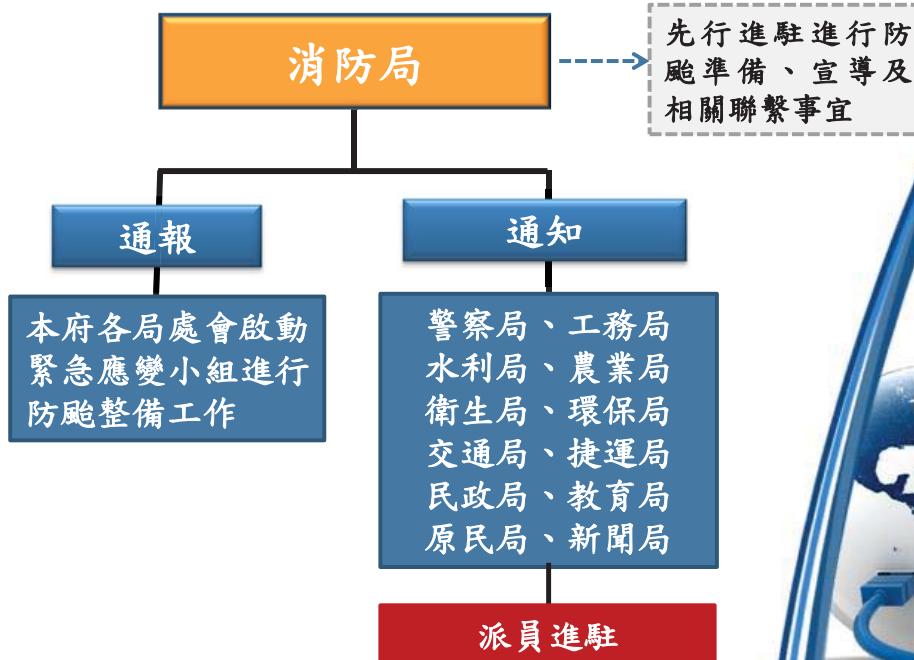 消防局
先行進駐進行防
颱準備、宣導及
相關聯繫事宜
通報
通知
本府各局處會啟動
緊急應變小組進行
防颱整備工作
警察局、工務局
水利局、農業局
衛生局、環保局
交通局、捷運局
民政局、教育局
原民局、新聞局
派員進駐